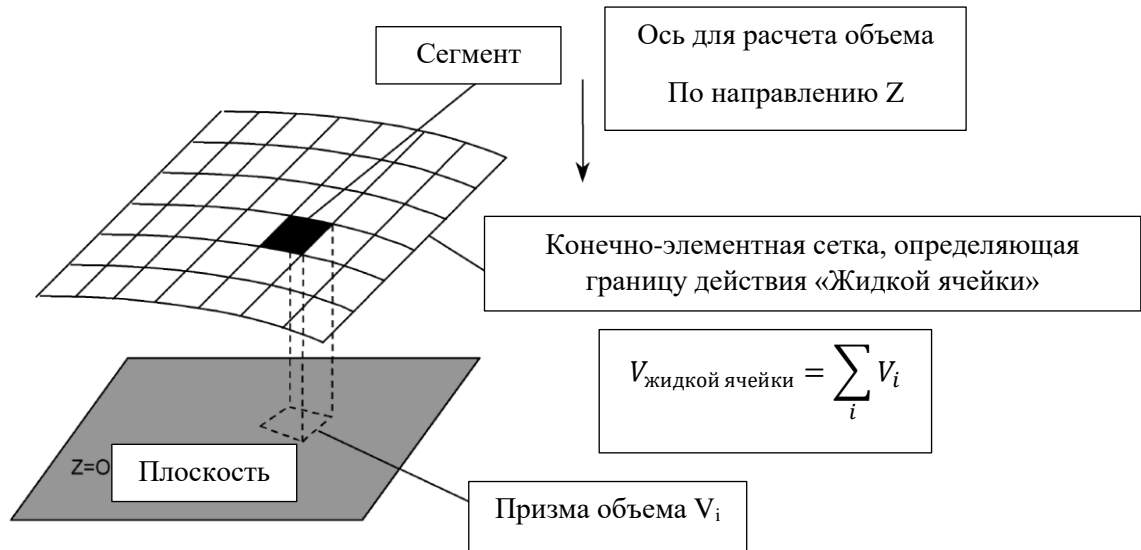 Сегмент
Ось для расчета объема
По направлению Z
Конечно-элементная сетка, определяющая
границу действия «Жидкой ячейки»
V жидкой ячейки = ∑ i V i
Z=O
Плоскость
Призма объема V i